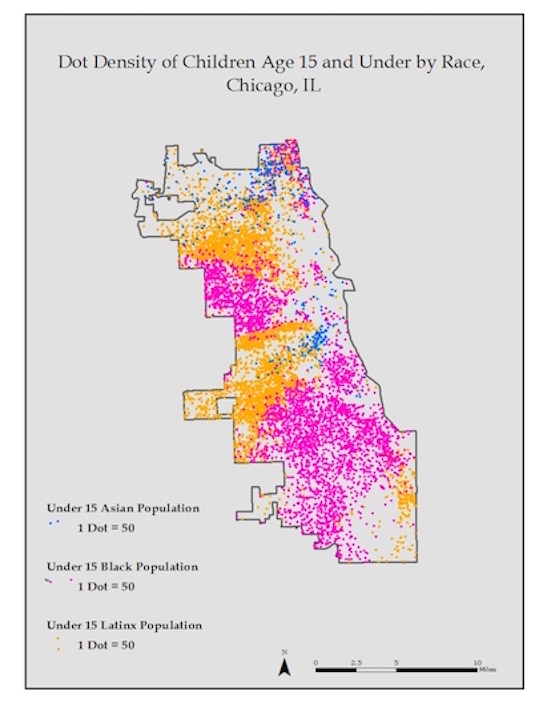 Dot Density of Children Age 15 and Under by Race,
Chicago, IL
Under 15 Asian Population
1 Dot = 50
Under 15 Black Population
1 Dot = 50
Under 15 Latinx Population
1 Dot = 50
N
0 2.5 5 10
Miles